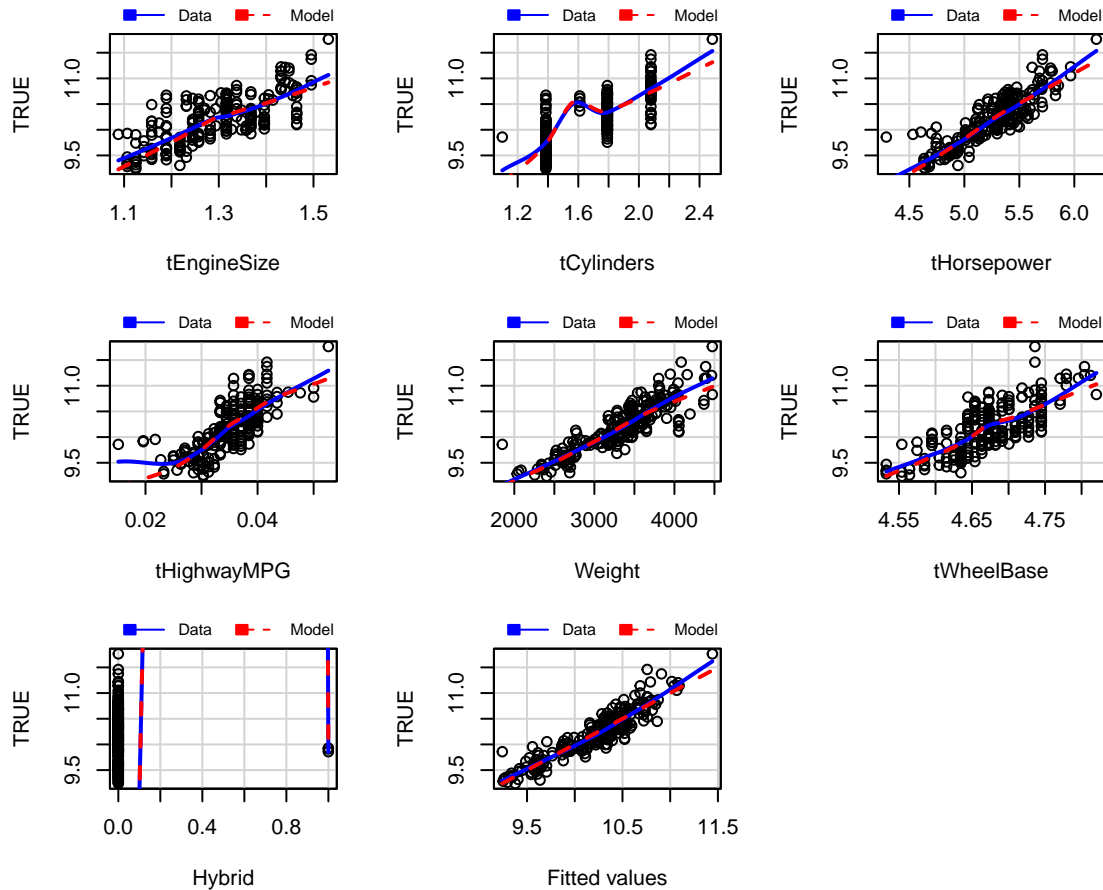 Data Model Data Model Data Model
TRUE TRUE TRUE
9.5 11.0 9.5 11.0 9.5 11.0
1.1 1.3 1.5 1.2 1.6 2.0 2.4 4.5 5.0 5.5 6.0
tEngineSize tCylinders tHorsepower
Data Model Data Model Data Model
TRUE TRUE TRUE
9.5 11.0 9.5 11.0 9.5 11.0
0.02 0.04 2000 3000 4000 4.55 4.65 4.75
tHighwayMPG Weight tWheelBase
Data Model Data Model
TRUE TRUE
9.5 11.0 9.5 11.0
0.0 0.4 0.8 9.5 10.5 11.5
Hybrid Fitted values